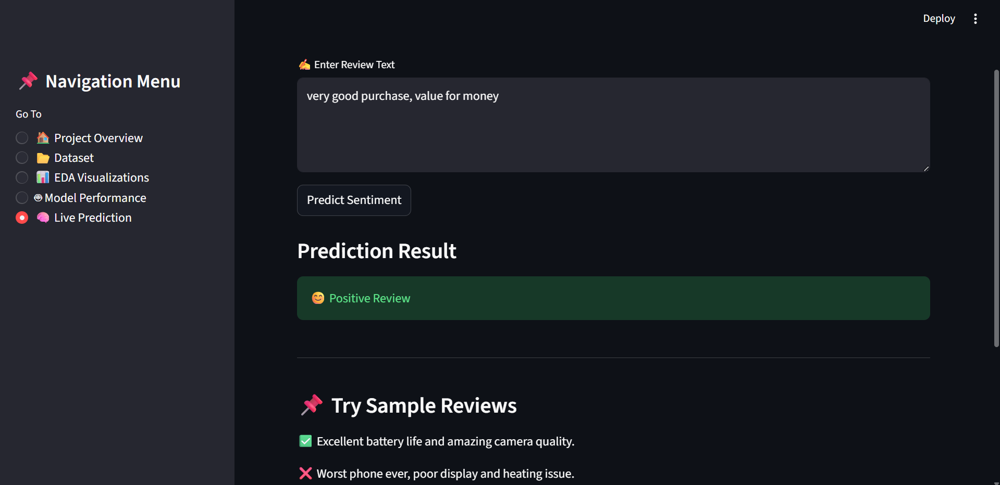 Deploy
📌 Navigation Menu
Go To
🏠 Project Overview
📂 Dataset
📊 EDA Visualizations
Model Performance
🧠 Live Prediction
✍️ Enter Review Text
very good purchase, value for money
Predict Sentiment
Prediction Result
😊 Positive Review
📌 Try Sample Reviews
✅ Excellent battery life and amazing camera quality.
❌ Worst phone ever, poor display and heating issue.